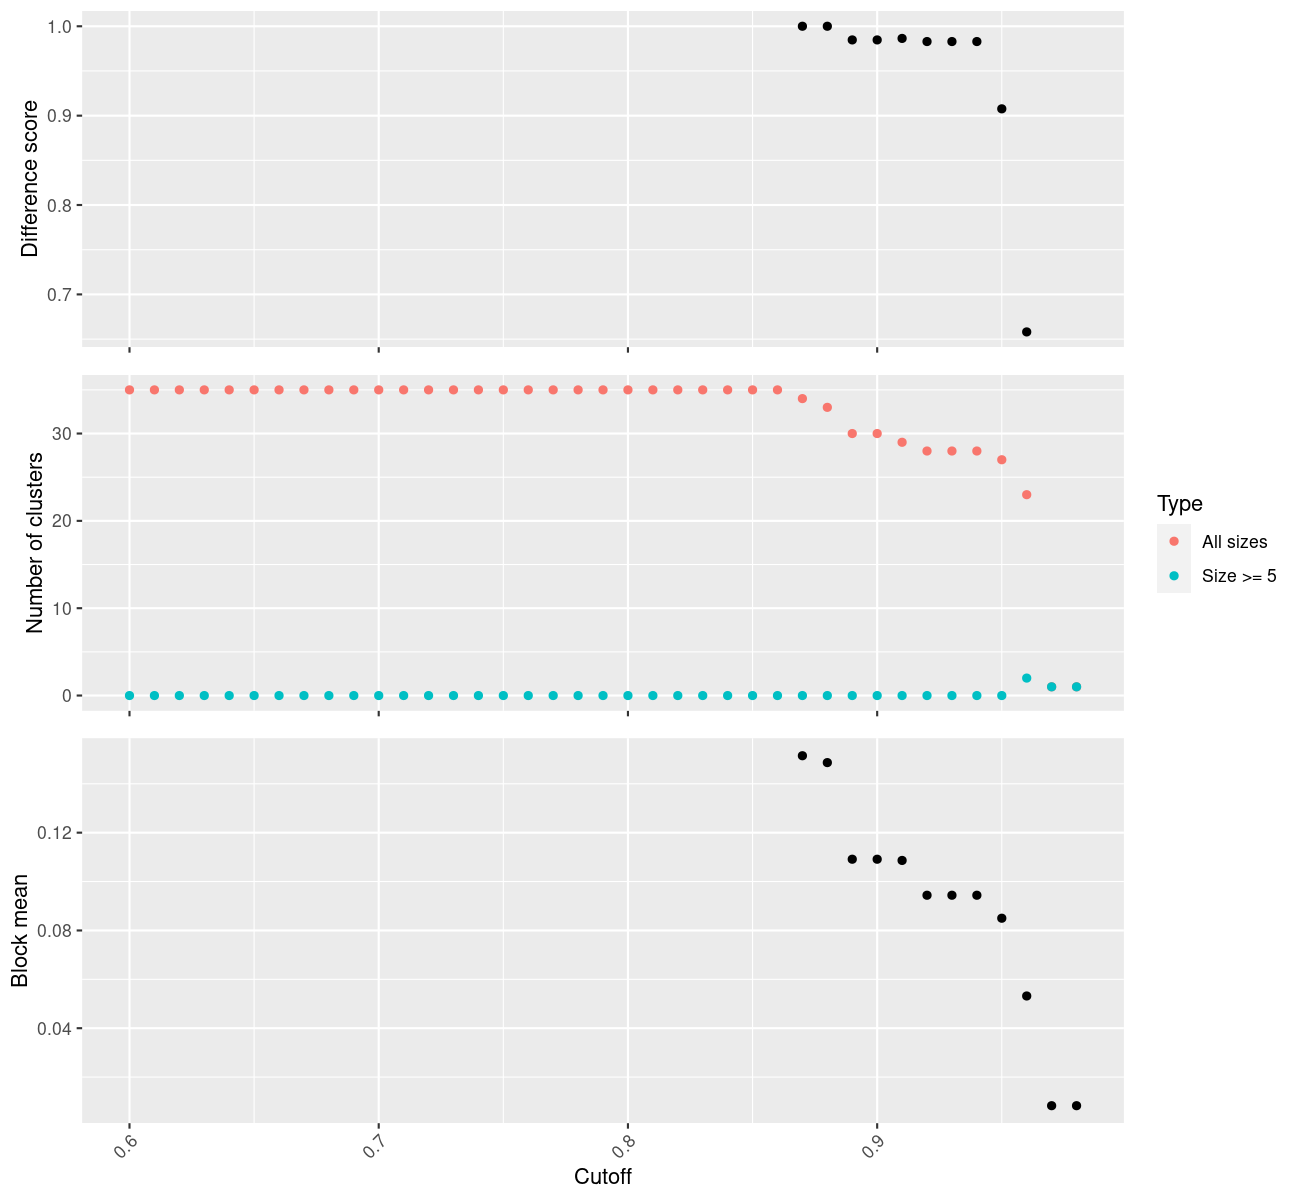 Difference score
1.0
0.9
0.8
0.7
Number of clusters
30
20
10
0
Type
All sizes
Size >= 5
Block mean
0.12
0.08
0.04
0.6
0.7
0.8
0.9
Cutoff